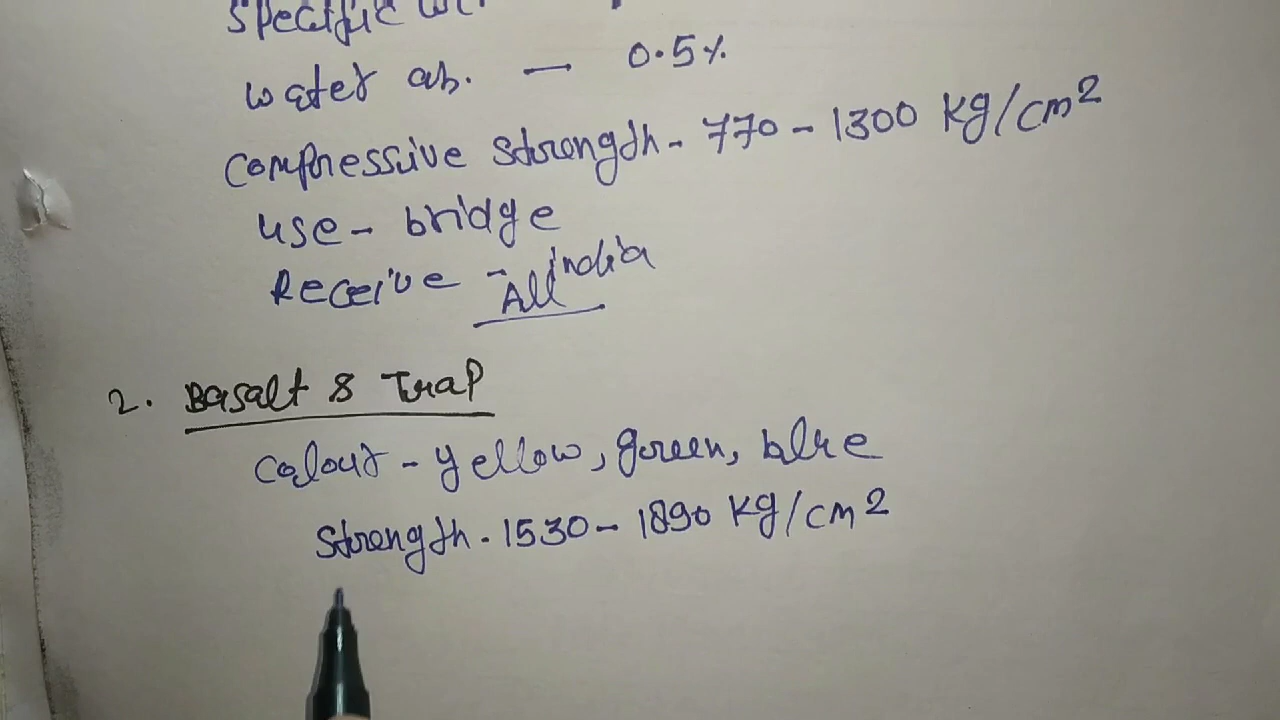 Specific
water ab. — 0.5%
Compressive strength - 770 - 1300 kg/cm²
use - bridge
Receive - All india
2. Basalt & Trap
Colour - yellow, green, blue
Strength - 1530 - 1890 kg/cm²